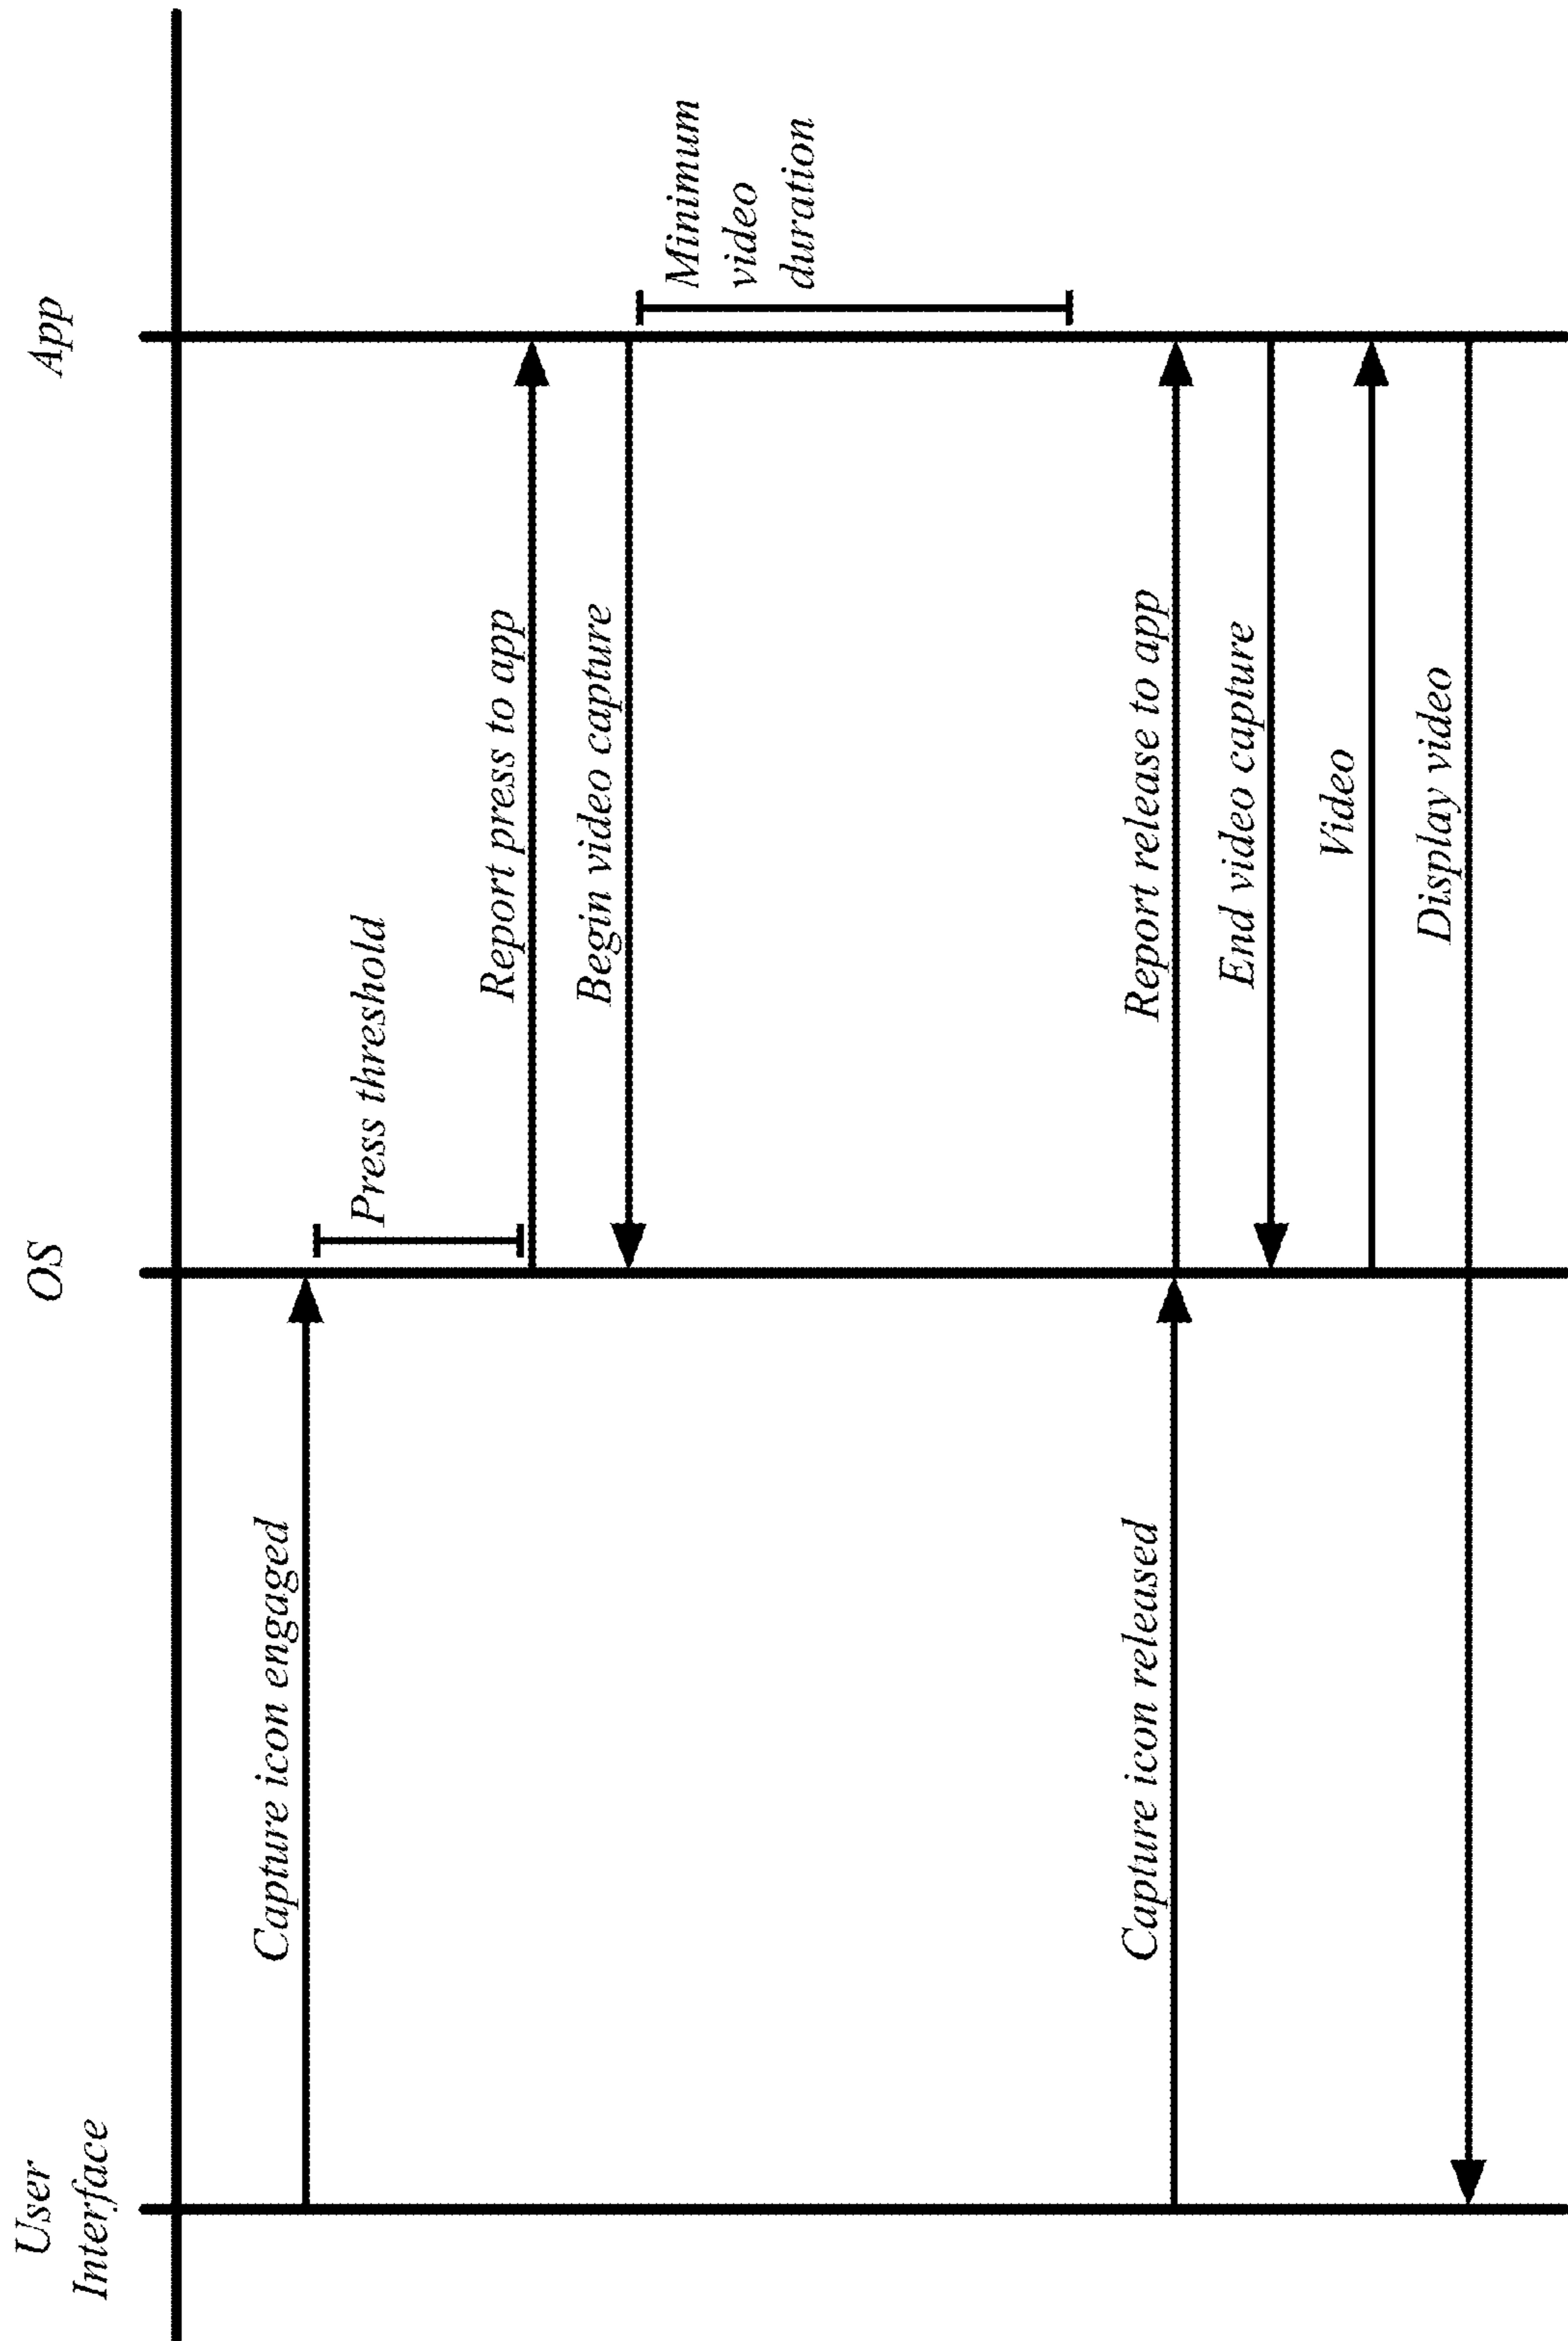 User
Interface
OS
App
Capture icon engaged
Press threshold
Report press to app
Begin video capture
Minimum
video
duration
Capture icon released
Report release to app
End video capture
Video
Display video